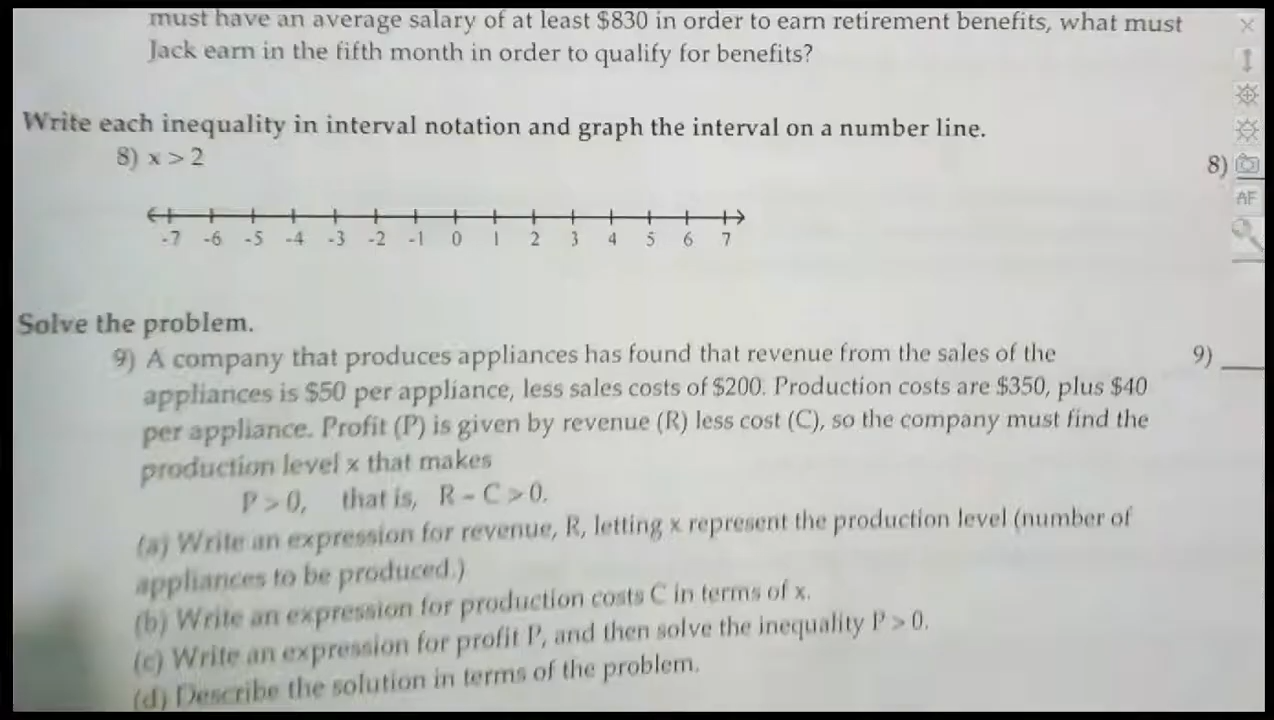 must have an average salary of at least $830 in order to earn retirement benefits, what must
Jack earn in the fifth month in order to qualify for benefits?
Write each inequality in interval notation and graph the interval on a number line.
8) x > 2
8)
AF
-7 -6 -5 -4 -3 -2 -1 0 1 2 3 4 5 6 7
Solve the problem.
9) A company that produces appliances has found that revenue from the sales of the
9)
appliances is $50 per appliance, less sales costs of $200. Production costs are $350, plus $40
per appliance. Profit (P) is given by revenue (R) less cost (C), so the company must find the
production level x that makes
P > 0, that is, R - C > 0.
(a) Write an expression for revenue, R, letting x represent the production level (number of
appliances to be produced.)
(b) Write an expression for production costs C in terms of x.
(c) Write an expression for profit P, and then solve the inequality P > 0.
(d) Describe the solution in terms of the problem.